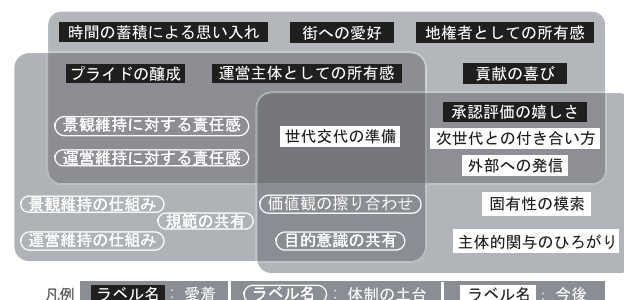 時間の蓄積による思い入れ 街への愛好 地権者としての所有感
プライドの醸成 運営主体としての所有感 貢献の喜び
承認評価の嬉しさ
景観維持に対する責任感 世代交代の準備 次世代との付き合い方
運営維持に対する責任感 外部への発信
景観維持の仕組み 価値観の擦り合わせ 固有性の模索
規範の共有
運営維持の仕組み 目的意識の共有 主体的関与のひろがり
凡例 ラベル名 : 愛着 ラベル名 : 体制の土台 ラベル名 : 今後